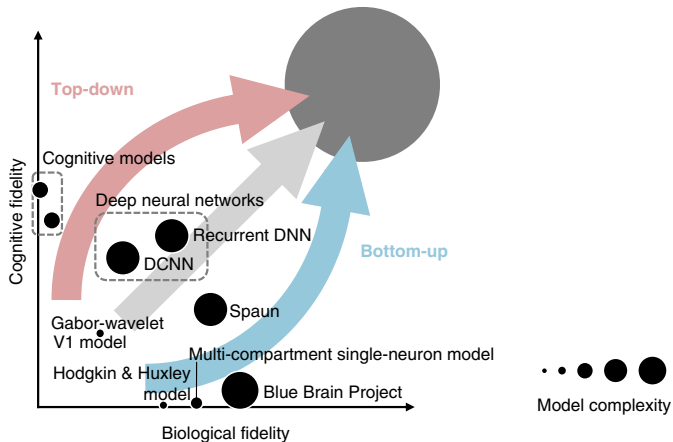 Top-down
Cognitive models
Deep neural networks
Recurrent DNN
DCNN
Bottom-up
Cognitive fidelity
Spaun
Gabor-wavelet
V1 model
Multi-compartment single-neuron model
Hodgkin & Huxley
model
Blue Brain Project
Model complexity
Biological fidelity